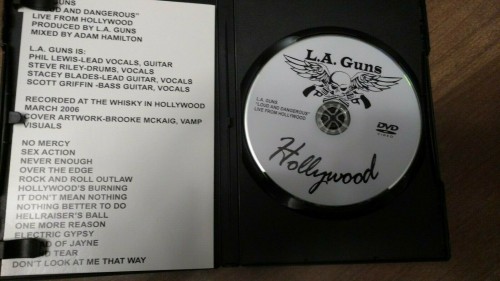 GUNS
"LOUD AND DANGEROUS"
LIVE FROM HOLLYWOOD
PRODUCED BY L.A. GUNS
MIXED BY ADAM HAMILTON
L.A. GUNS IS:
PHIL LEWIS-LEAD VOCALS, GUITAR
STEVE RILEY-DRUMS, VOCALS
STACEY BLADES-LEAD GUITAR, VOCALS
SCOTT GRIFFIN -BASS GUITAR, VOCALS
RECORDED AT THE WHISKY IN HOLLYWOOD
MARCH 2006
COVER ARTWORK-BROOKE MCKAIG, VAMP
VISUALS
NO MERCY
SEX ACTION
NEVER ENOUGH
OVER THE EDGE
ROCK AND ROLL OUTLAW
HOLLYWOOD'S BURNING
IT DON'T MEAN NOTHING
NOTHING BETTER TO DO
HELLRAISER'S BALL
ONE MORE REASON
ELECTRIC GYPSY
OF JAYNE
TEAR
DON'T LOOK AT ME THAT WAY
L.A. Guns
L.A. GUNS
"LOUD AND DANGEROUS"
LIVE FROM HOLLYWOOD
DVD
VIDEO
Hollywood